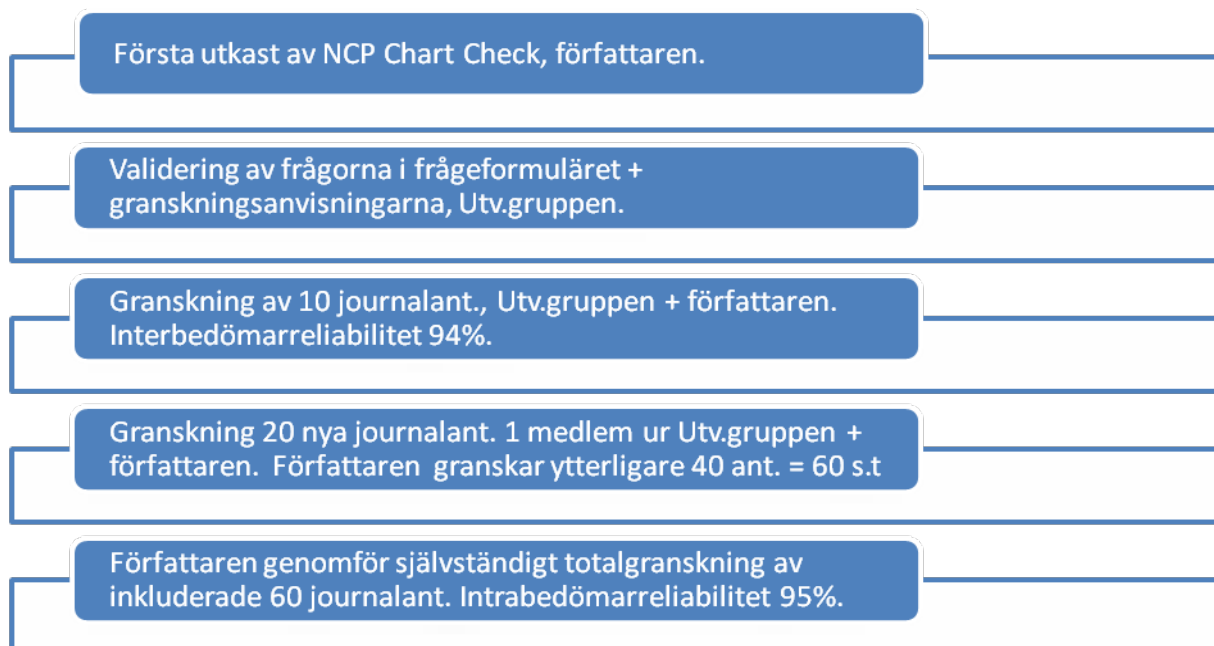 Första utkast av NCP Chart Check, författaren.
Validering av frågorna i frågeformuläret +
granskningsanvisningarna, Utv.gruppen.
Granskning av 10 journalant., Utv.gruppen + författaren.
Interbedömarreliabilitet 94%.
Granskning 20 nya journalant. 1 medlem ur Utv.gruppen +
författaren.  Författaren  granskar ytterligare 40 ant. = 60 s.t
Författaren genomför självständigt totalgranskning av
inkluderade 60 journalant. Intrabedömarreliabilitet 95%.